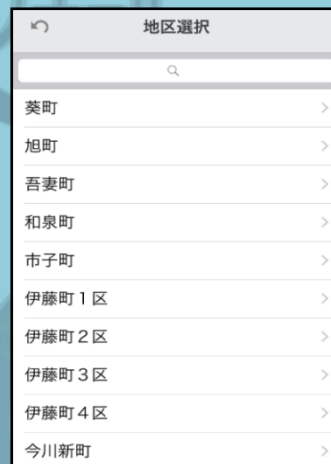 地区選択
葵町
旭町
吾妻町
和泉町
市子町
伊藤町１区
伊藤町２区
伊藤町３区
伊藤町４区
今川新町